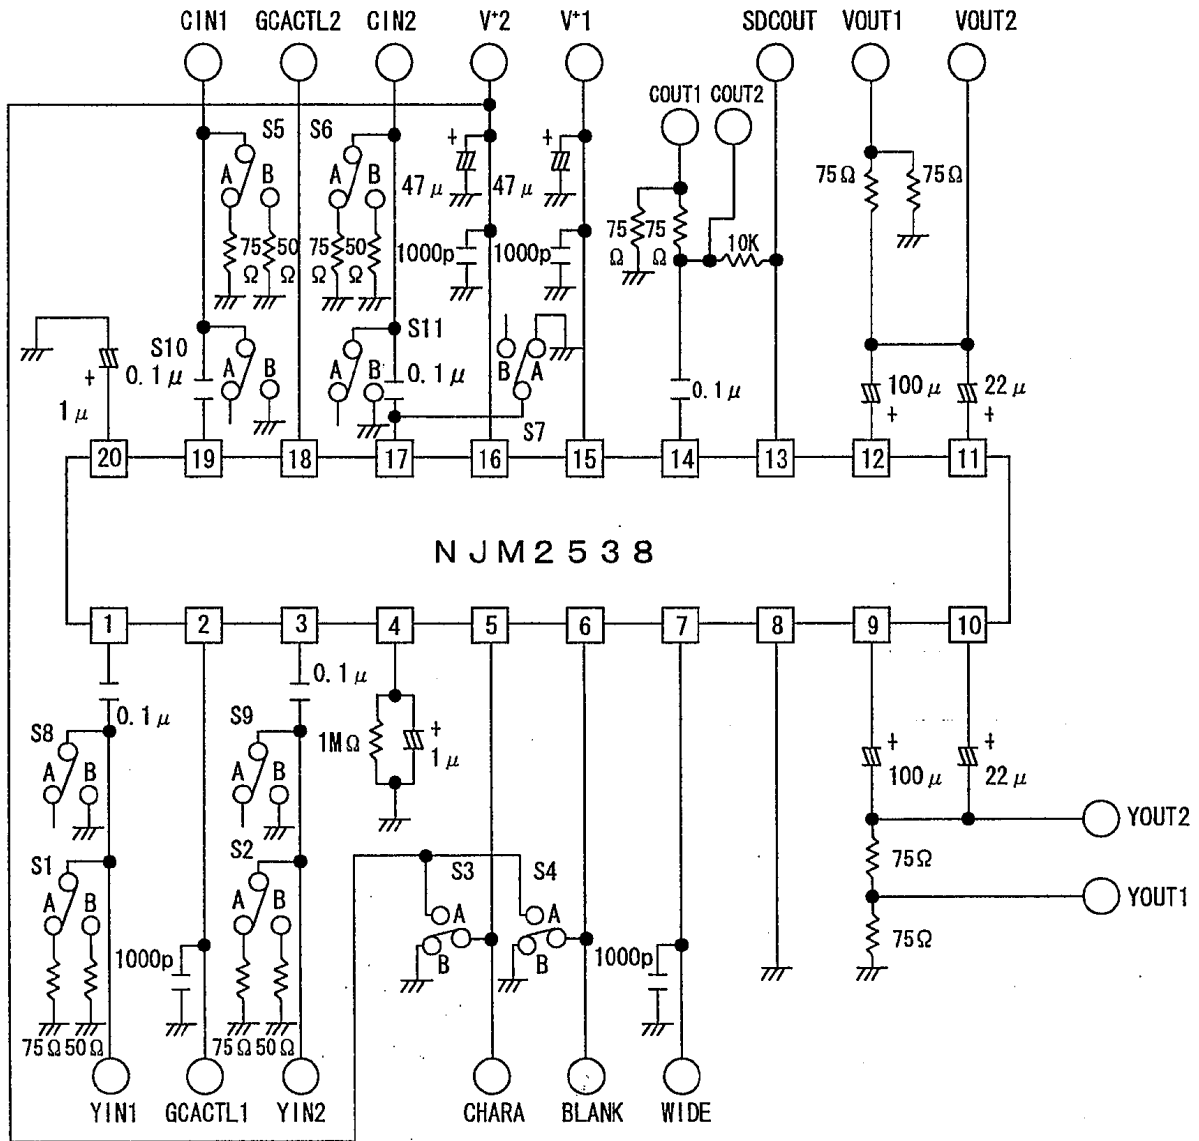 CIN1 GCACTL2 CIN2 V+2 V+1 SDCOUT VOUT1 VOUT2
COUT1 COUT2
S5 S6
A B A B
+ 47μ + 47μ
75Ω 75Ω
75Ω 50Ω 75Ω 50Ω
75Ω 75Ω
10K
1000p 1000p
S10 S11
A B A B
B A
+ 1μ
0.1μ 0.1μ
S7
0.1μ
100μ + 22μ +
20 19 18 17 16 15 14 13 12 11
NJM2538
1 2 3 4 5 6 7 8 9 10
0.1μ 0.1μ
S8 S9
A B A B
1MΩ + 1μ
+ 100μ + 22μ
YOUT2
S1 S2 S3 S4
A B A B A B A B
75Ω
YOUT1
75Ω
1000p 1000p
75Ω 50Ω 75Ω 50Ω
YIN1 GCACTL1 YIN2 CHARA BLANK WIDE